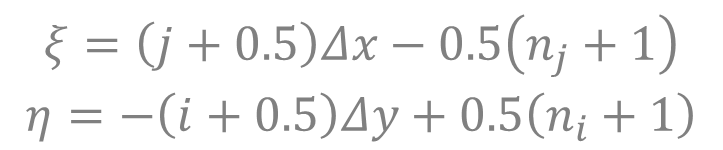 ξ = (j + 0.5)Δx − 0.5(n_j + 1)
η = −(i + 0.5)Δy + 0.5(n_i + 1)